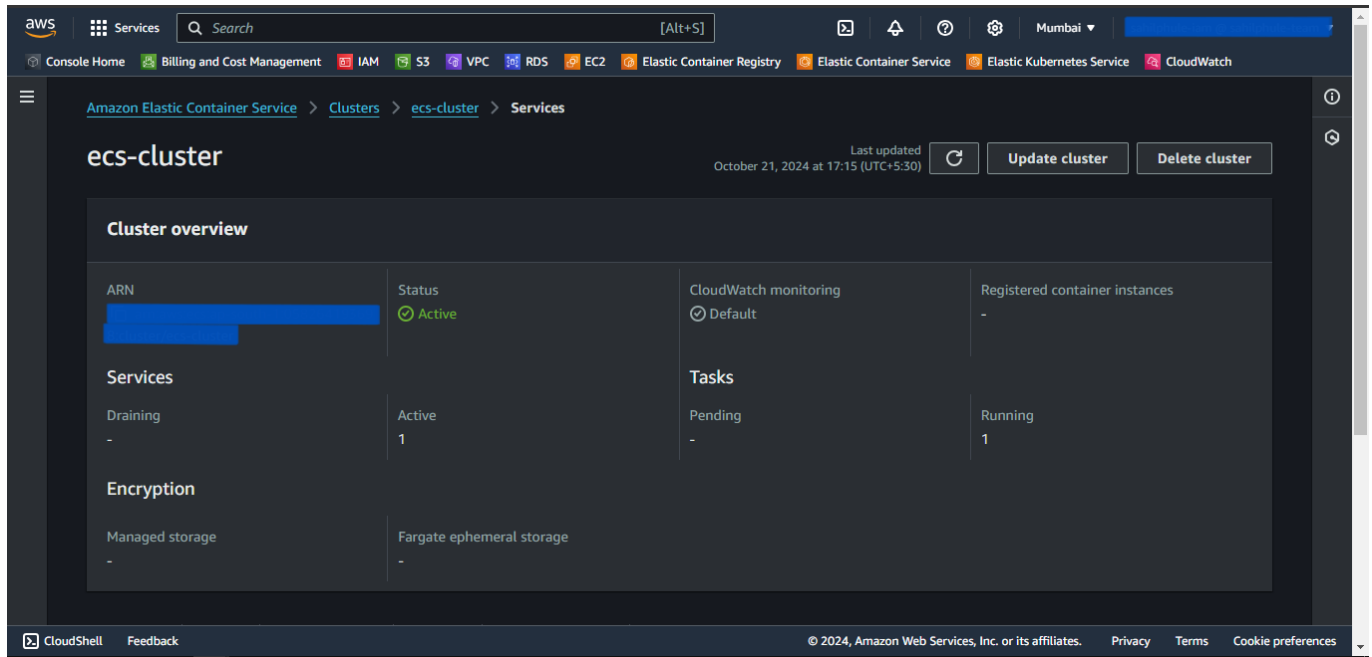 aws Services Search [Alt+S] Mumbai ▼
Console Home Billing and Cost Management IAM S3 VPC RDS EC2 Elastic Container Registry Elastic Container Service Elastic Kubernetes Service CloudWatch
Amazon Elastic Container Service > Clusters > ecs-cluster > Services
ecs-cluster
Last updated
October 21, 2024 at 17:15 (UTC+5:30)
Update cluster Delete cluster
Cluster overview
ARN Status CloudWatch monitoring Registered container instances
Active Default -
Services Tasks
Draining Active Pending Running
- 1 - 1
Encryption
Managed storage Fargate ephemeral storage
- -
CloudShell Feedback © 2024, Amazon Web Services, Inc. or its affiliates. Privacy Terms Cookie preferences